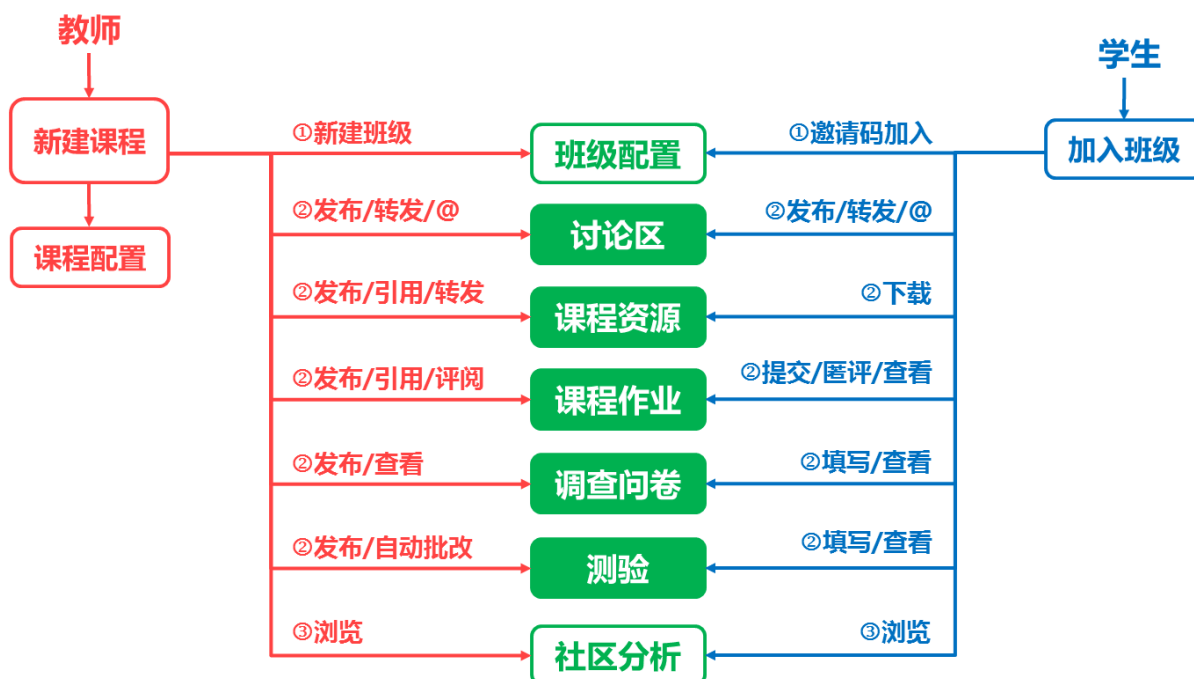 教师
学生
新建课程
①新建班级
班级配置
①邀请码加入
加入班级
课程配置
②发布/转发/@
讨论区
②发布/转发/@
②发布/引用/转发
课程资源
②下载
②发布/引用/评阅
课程作业
②提交/匿评/查看
②发布/查看
调查问卷
②填写/查看
②发布/自动批改
测验
②填写/查看
③浏览
社区分析
③浏览